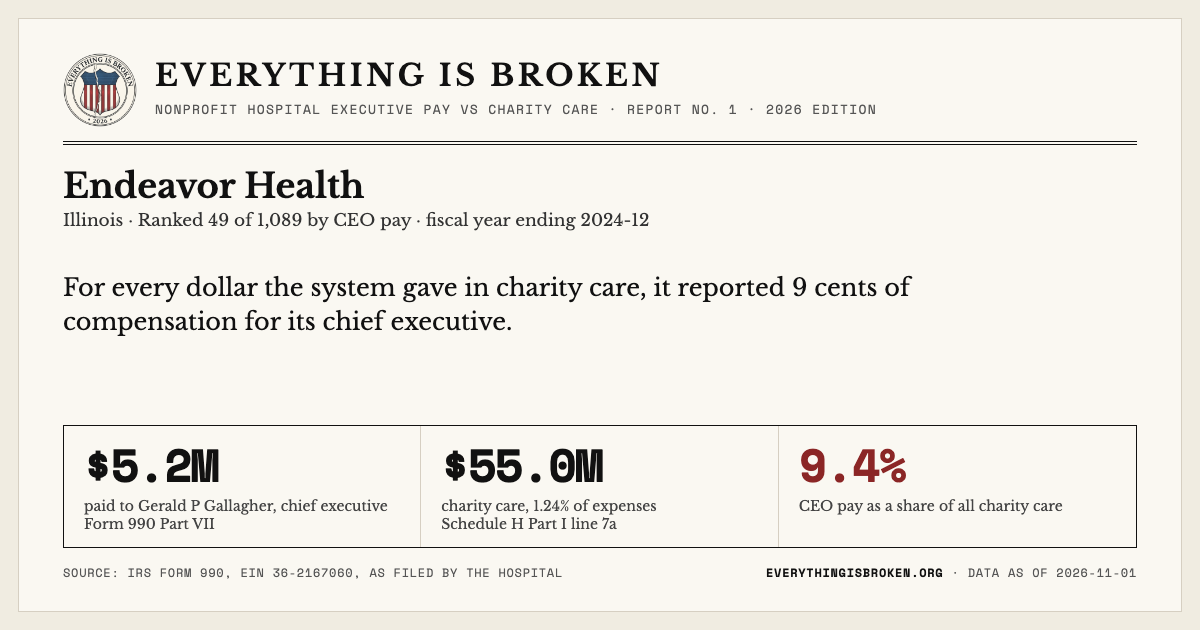 EVERYTHING IS BROKEN
2026
EVERYTHING IS BROKEN
NONPROFIT HOSPITAL EXECUTIVE PAY VS CHARITY CARE · REPORT NO. 1 · 2026 EDITION
Endeavor Health
Illinois · Ranked 49 of 1,089 by CEO pay · fiscal year ending 2024-12
For every dollar the system gave in charity care, it reported 9 cents of
compensation for its chief executive.
$5.2M
paid to Gerald P Gallagher, chief executive
Form 990 Part VII
$55.0M
charity care, 1.24% of expenses
Schedule H Part I line 7a
9.4%
CEO pay as a share of all charity care
SOURCE: IRS FORM 990, EIN 36-2167060, AS FILED BY THE HOSPITAL
EVERYTHINGISBROKEN.ORG · DATA AS OF 2026-11-01